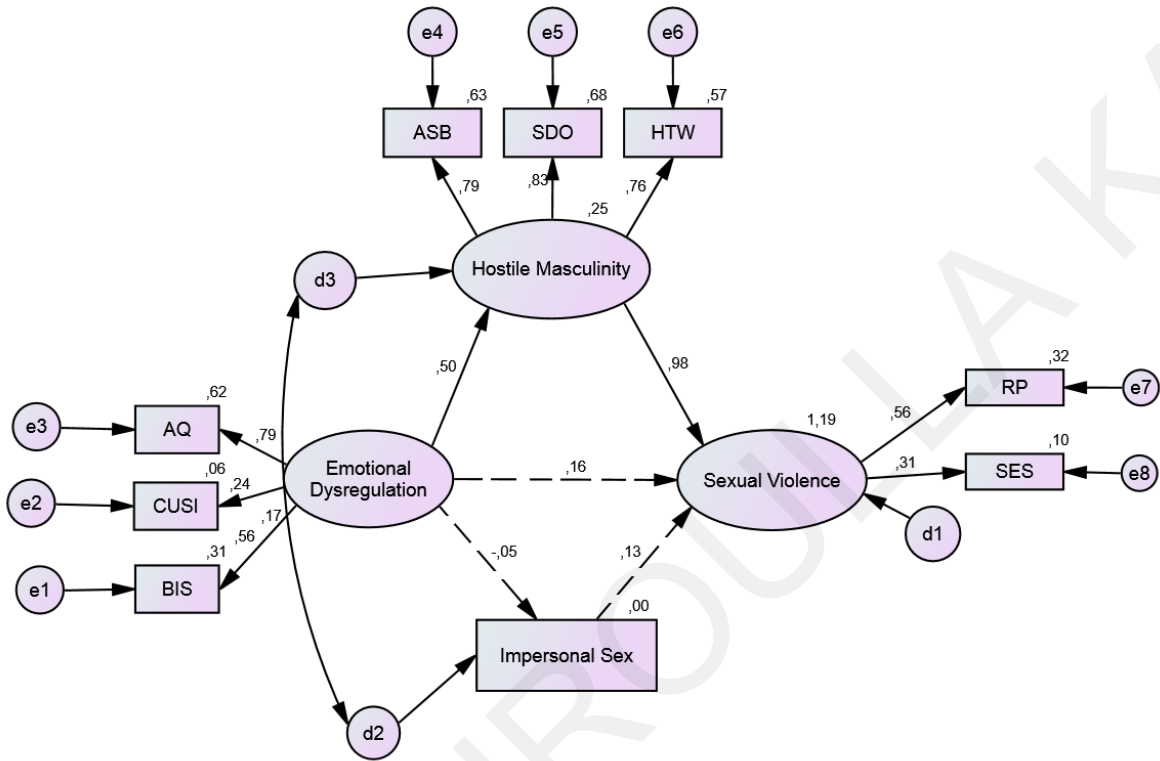 e4
e5
e6
,63
,68
,57
ASB
SDO
HTW
,79
,83
,76
,25
Hostile Masculinity
d3
,50
,98
,62
e3
AQ
,79
,06
e2
CUSI
,24
,17
,56
,31
e1
BIS
Emotional
Dysregulation
,16
-,05
,13
1,19
Sexual Violence
,56
,32
RP
e7
,31
,10
SES
e8
d1
,00
Impersonal Sex
d2
ROULLA K